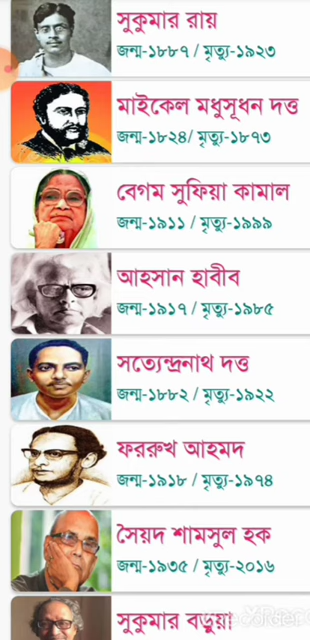 সুকুমার রায়
জন্ম-১৮৮৭ / মৃত্যু-১৯২৩
মাইকেল মধুসূধন দত্ত
জন্ম-১৮২৪/ মৃত্যু-১৮৭৩
বেগম সুফিয়া কামাল
জন্ম-১৯১১ / মৃত্যু-১৯৯৯
আহসান হাবীব
জন্ম-১৯১৭ / মৃত্যু-১৯৮৫
সত্যেন্দ্রনাথ দত্ত
জন্ম-১৮৮২ / মৃত্যু-১৯২২
ফররুখ আহমদ
জন্ম-১৯১৮ / মৃত্যু-১৯৭৪
সৈয়দ শামসুল হক
জন্ম-১৯৩৫ / মৃত্যু-২০১৬
সুকুমার বড়ুয়া